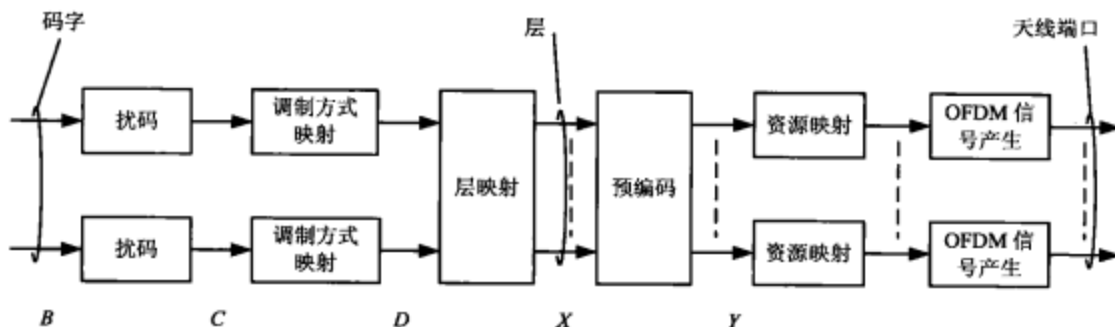 码字
层
天线端口
扰码
调制方式
映射
层映射
预编码
资源映射
OFDM 信
号产生
扰码
调制方式
映射
资源映射
OFDM 信
号产生
B C D X Y